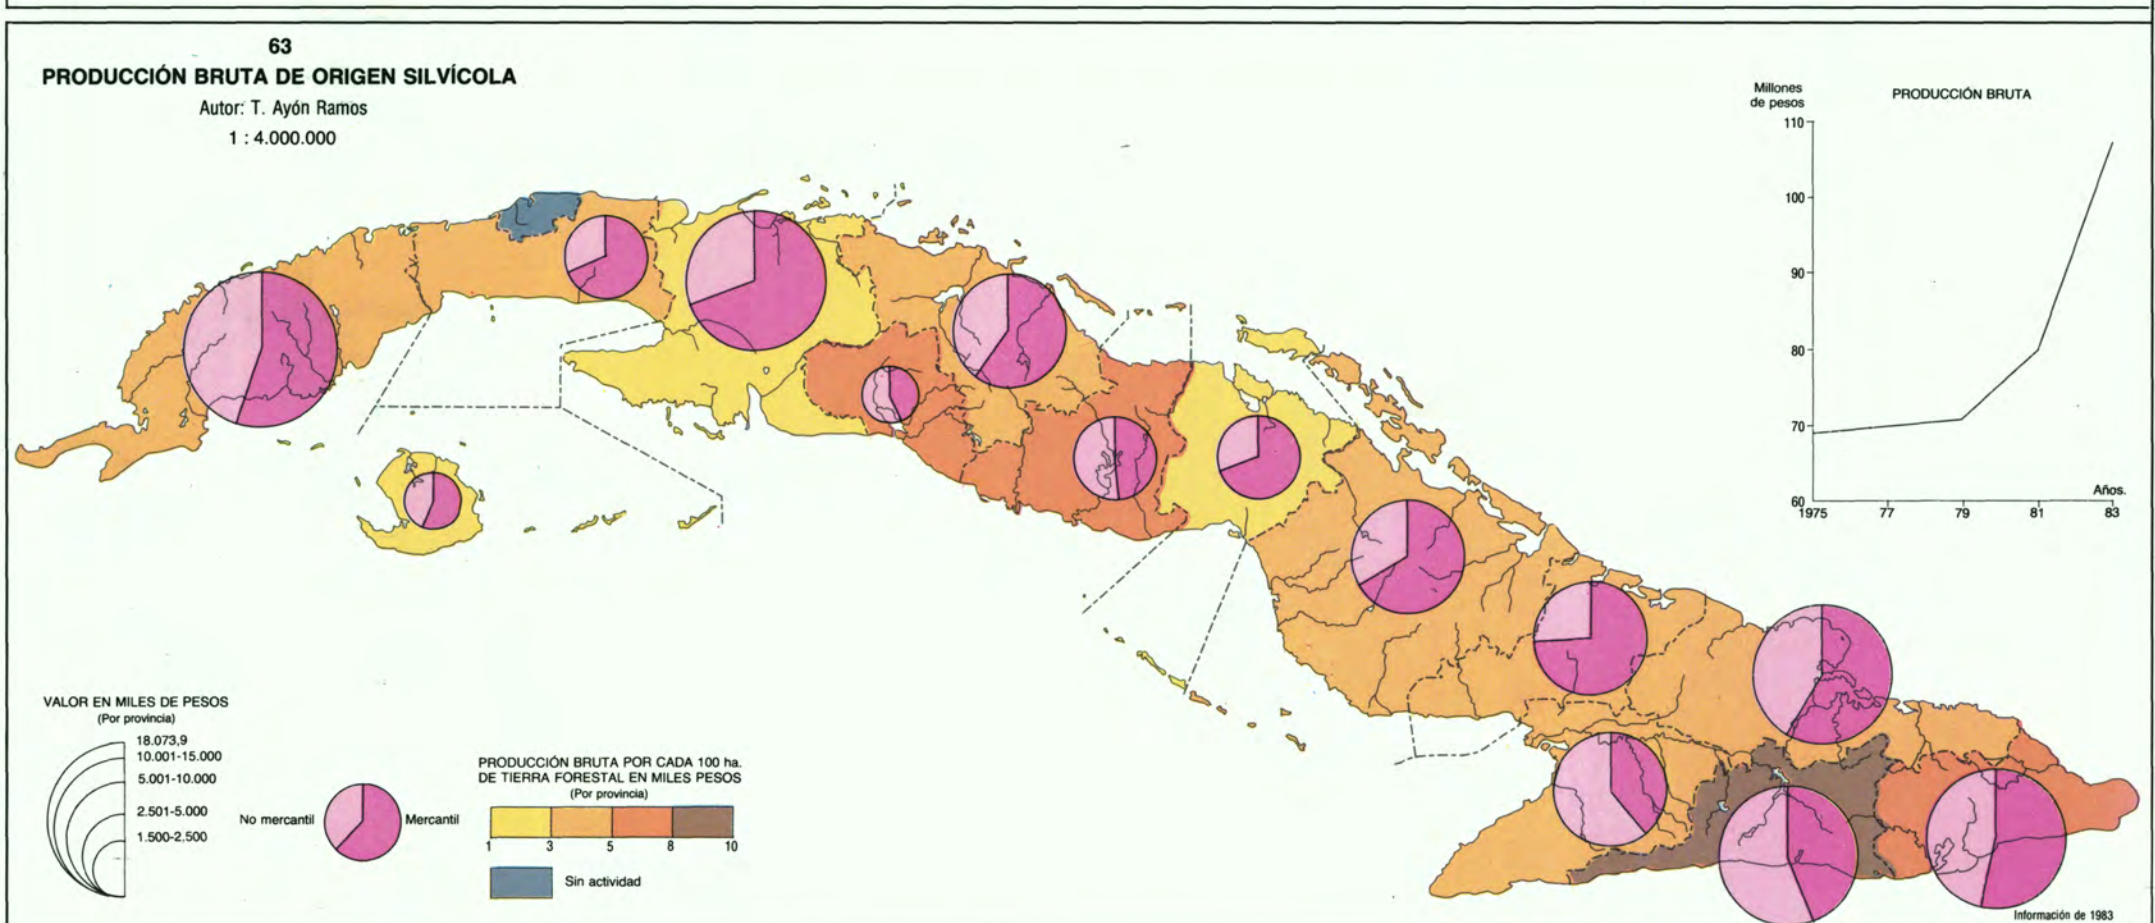 63
PRODUCCIÓN BRUTA DE ORIGEN SILVÍCOLA
Autor: T. Ayón Ramos
1 : 4.000.000
Millones
de pesos
PRODUCCIÓN BRUTA
110
100
90
80
70
60
Años.
1975 77 79 81 83
VALOR EN MILES DE PESOS
(Por provincia)
18.073,9
10.001-15.000
5.001-10.000
2.501-5.000
1.500-2.500
No mercantil
Mercantil
PRODUCCIÓN BRUTA POR CADA 100 ha.
DE TIERRA FORESTAL EN MILES PESOS
(Por provincia)
1 3 5 8 10
Sin actividad
Información de 1983